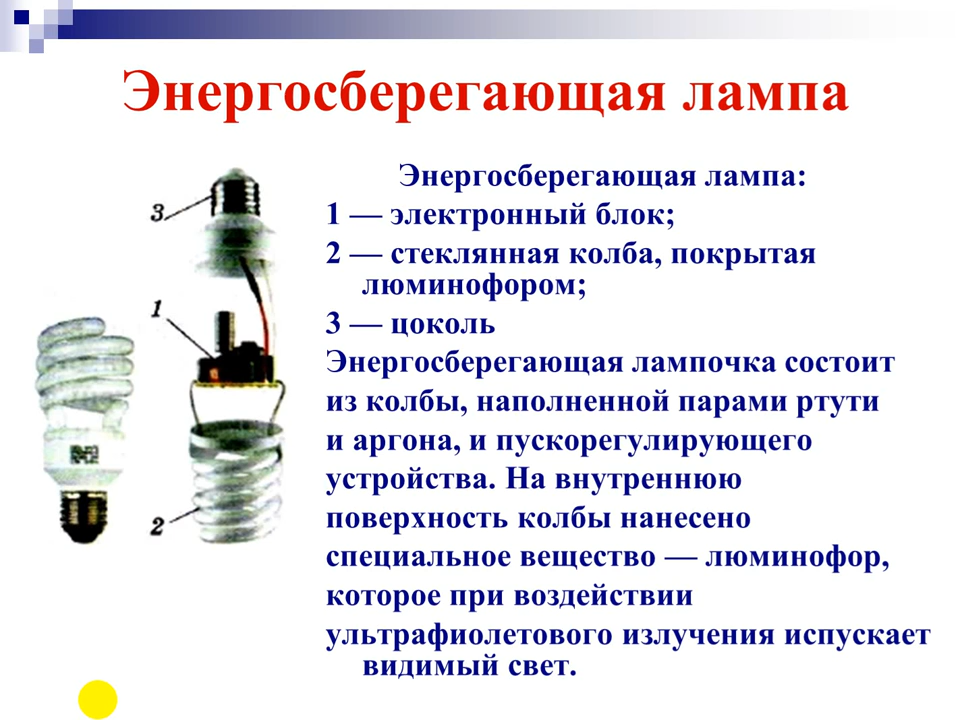 Энергосберегающая лампа
Энергосберегающая лампа:
1 — электронный блок;
2 — стеклянная колба, покрытая
люминофором;
3 — цоколь
Энергосберегающая лампочка состоит
из колбы, наполненной парами ртути
и аргона, и пускорегулирующего
устройства. На внутреннюю
поверхность колбы нанесено
специальное вещество — люминофор,
которое при воздействии
ультрафиолетового излучения испускает
видимый свет.
3
1
2